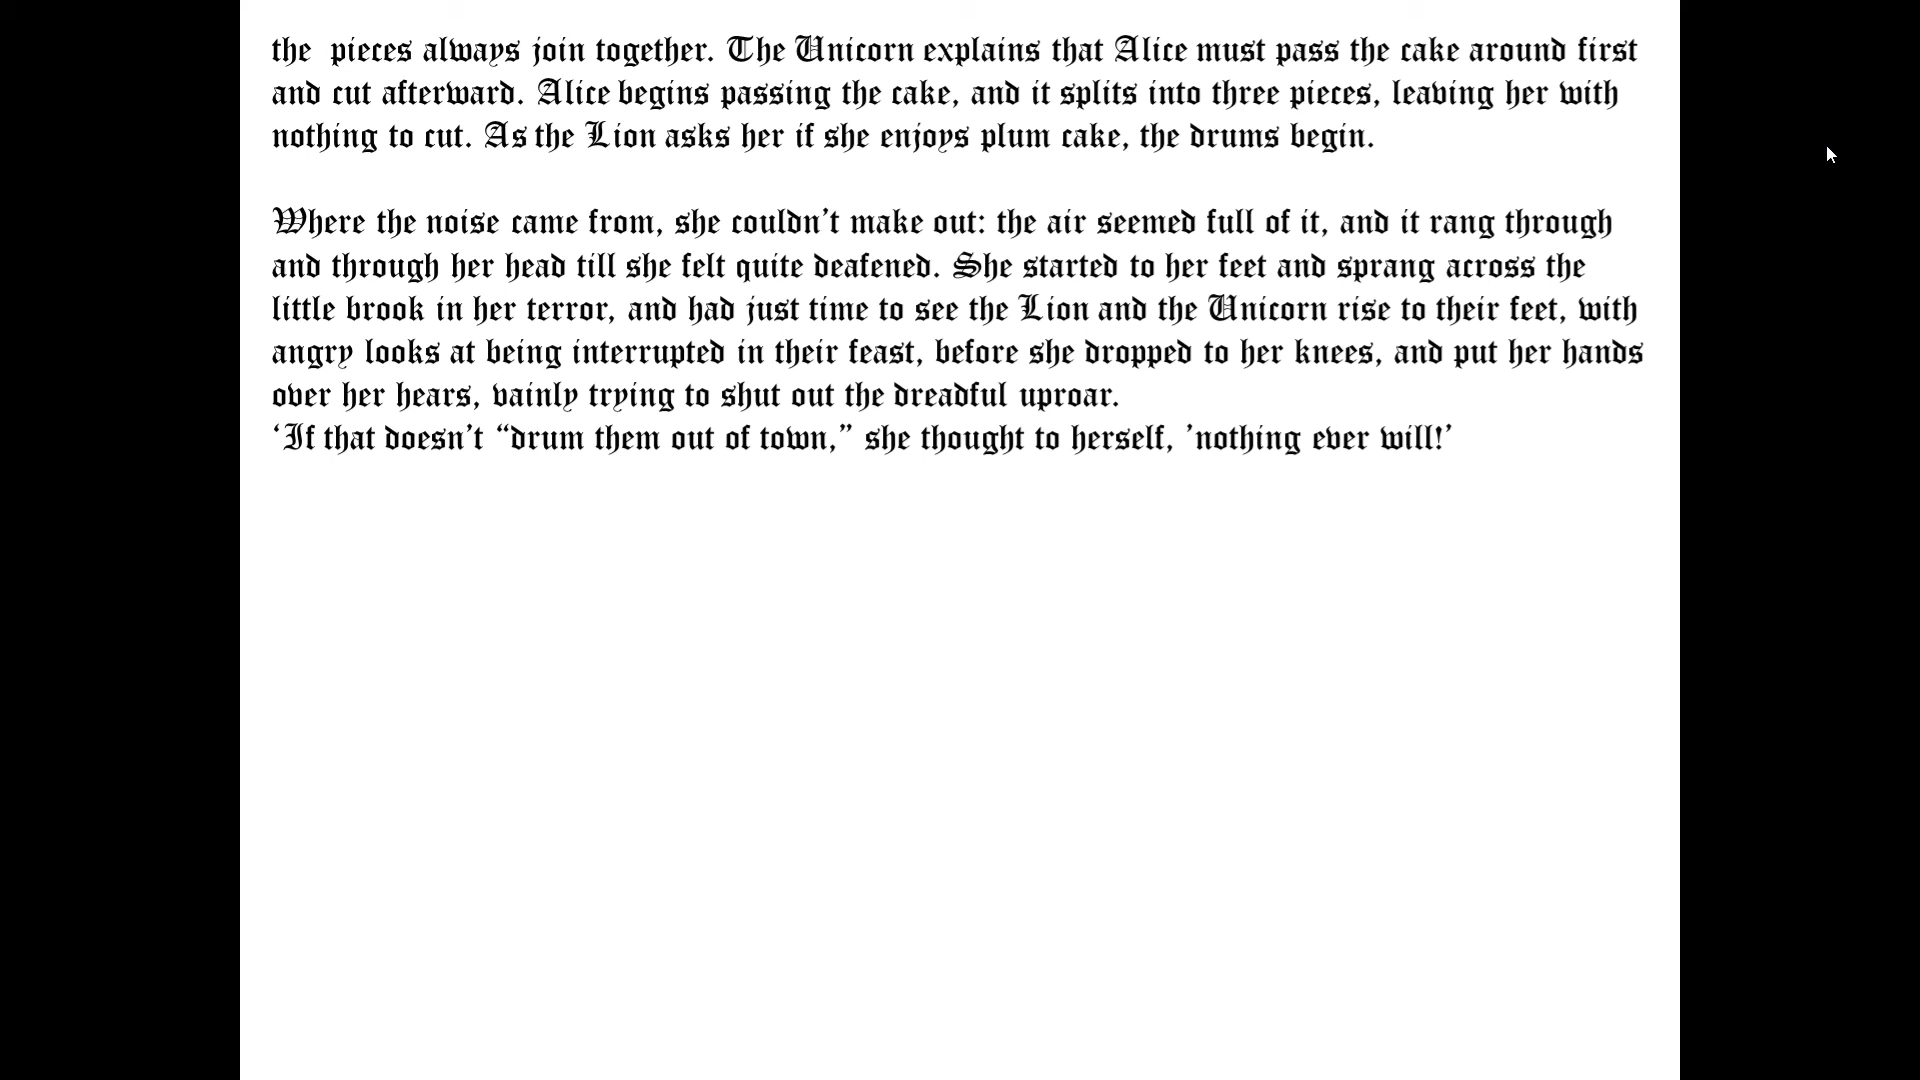 the  pieces always join together. The Unicorn explains that Alice must pass the cake around first
and cut afterward. Alice begins passing the cake, and it splits into three pieces, leaving her with
nothing to cut. As the Lion asks her if she enjoys plum cake, the drums begin.
Where the noise came from, she couldn’t make out: the air seemed full of it, and it rang through
and through her head till she felt quite deafened. She started to her feet and sprang across the
little brook in her terror, and had just time to see the Lion and the Unicorn rise to their feet, with
angry looks at being interrupted in their feast, before she dropped to her knees, and put her hands
over her hears, vainly trying to shut out the dreadful uproar.
‘If that doesn’t “drum them out of town,” she thought to herself, ’nothing ever will!’